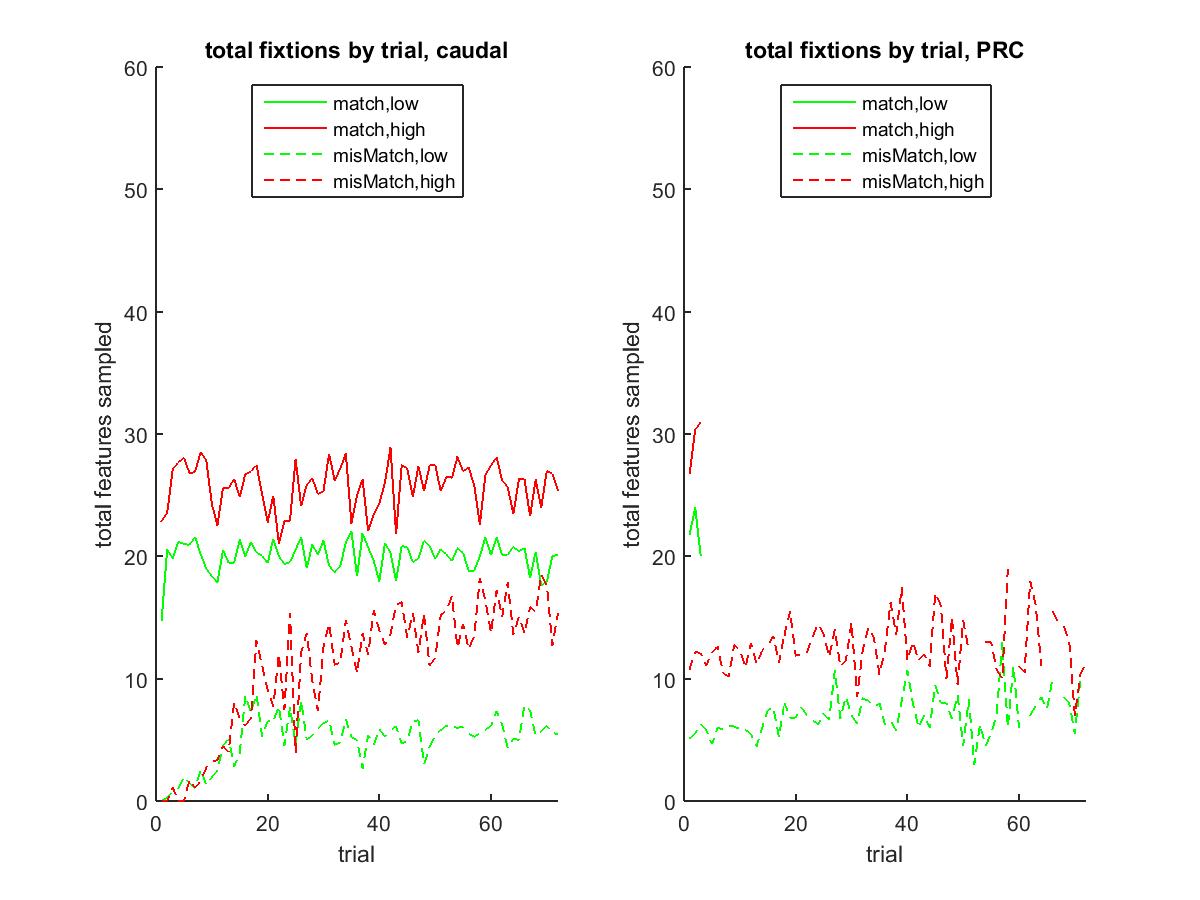 total fixtions by trial, caudal
match,low
match,high
misMatch,low
misMatch,high
60
50
40
30
20
10
0
total features sampled
0 20 40 60
trial
total fixtions by trial, PRC
match,low
match,high
misMatch,low
misMatch,high
60
50
40
30
20
10
0
total features sampled
0 20 40 60
trial